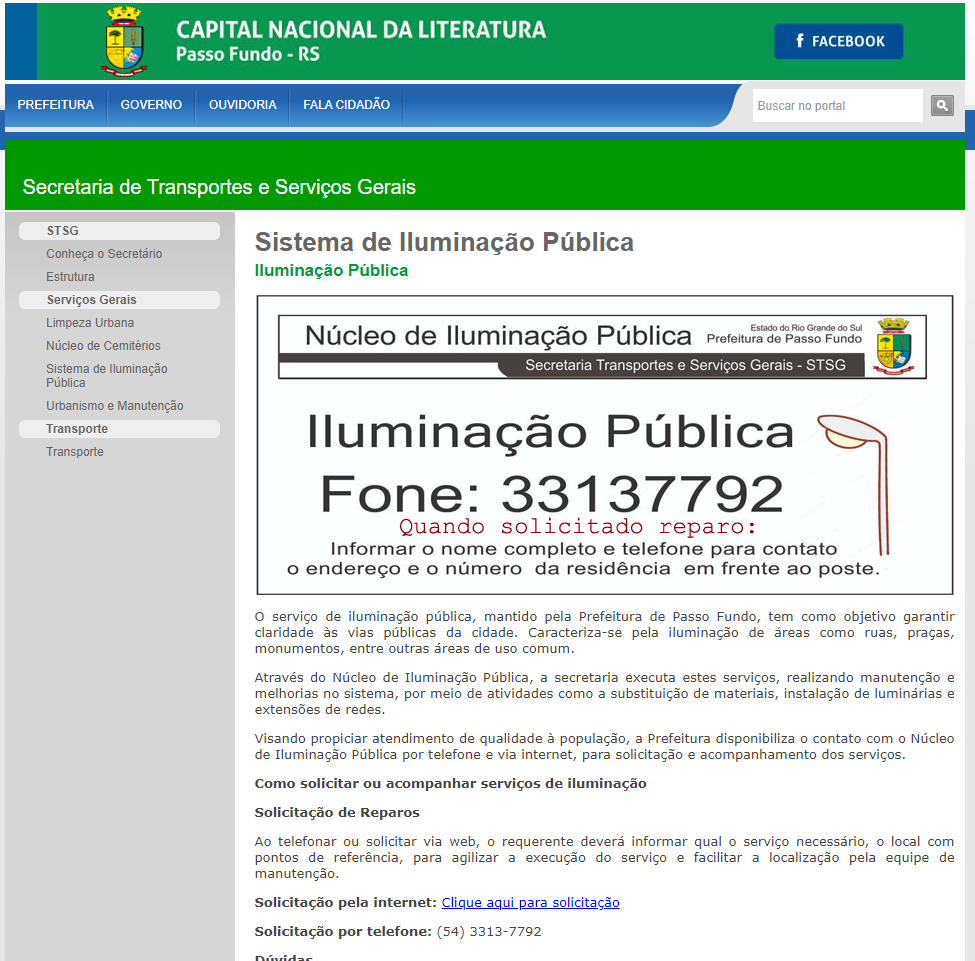 CAPITAL NACIONAL DA LITERATURA
Passo Fundo - RS
f FACEBOOK
PREFEITURA
GOVERNO
OUVIDORIA
FALA CIDADÃO
Buscar no portal
Secretaria de Transportes e Serviços Gerais
STSG
Conheça o Secretário
Estrutura
Serviços Gerais
Limpeza Urbana
Núcleo de Cemitérios
Sistema de Iluminação
Pública
Urbanismo e Manutenção
Transporte
Transporte
Sistema de Iluminação Pública
Iluminação Pública
Núcleo de Iluminação Pública
Estado do Rio Grande do Sul
Prefeitura de Passo Fundo
Secretaria Transportes e Serviços Gerais - STSG
Iluminação Pública
Fone: 33137792
Quando solicitado reparo:
Informar o nome completo e telefone para contato
o endereço e o número da residência em frente ao poste.
O serviço de iluminação pública, mantido pela Prefeitura de Passo Fundo, tem como objetivo garantir
claridade às vias públicas da cidade. Caracteriza-se pela iluminação de áreas como ruas, praças,
monumentos, entre outras áreas de uso comum.
Através do Núcleo de Iluminação Pública, a secretaria executa estes serviços, realizando manutenção e
melhorias no sistema, por meio de atividades como a substituição de materiais, instalação de luminárias e
extensões de redes.
Visando propiciar atendimento de qualidade à população, a Prefeitura disponibiliza o contato com o Núcleo
de Iluminação Pública por telefone e via internet, para solicitação e acompanhamento dos serviços.
Como solicitar ou acompanhar serviços de iluminação
Solicitação de Reparos
Ao telefonar ou solicitar via web, o requerente deverá informar qual o serviço necessário, o local com
pontos de referência, para agilizar a execução do serviço e facilitar a localização pela equipe de
manutenção.
Solicitação pela internet: Clique aqui para solicitação
Solicitação por telefone: (54) 3313-7792
Dúvidas